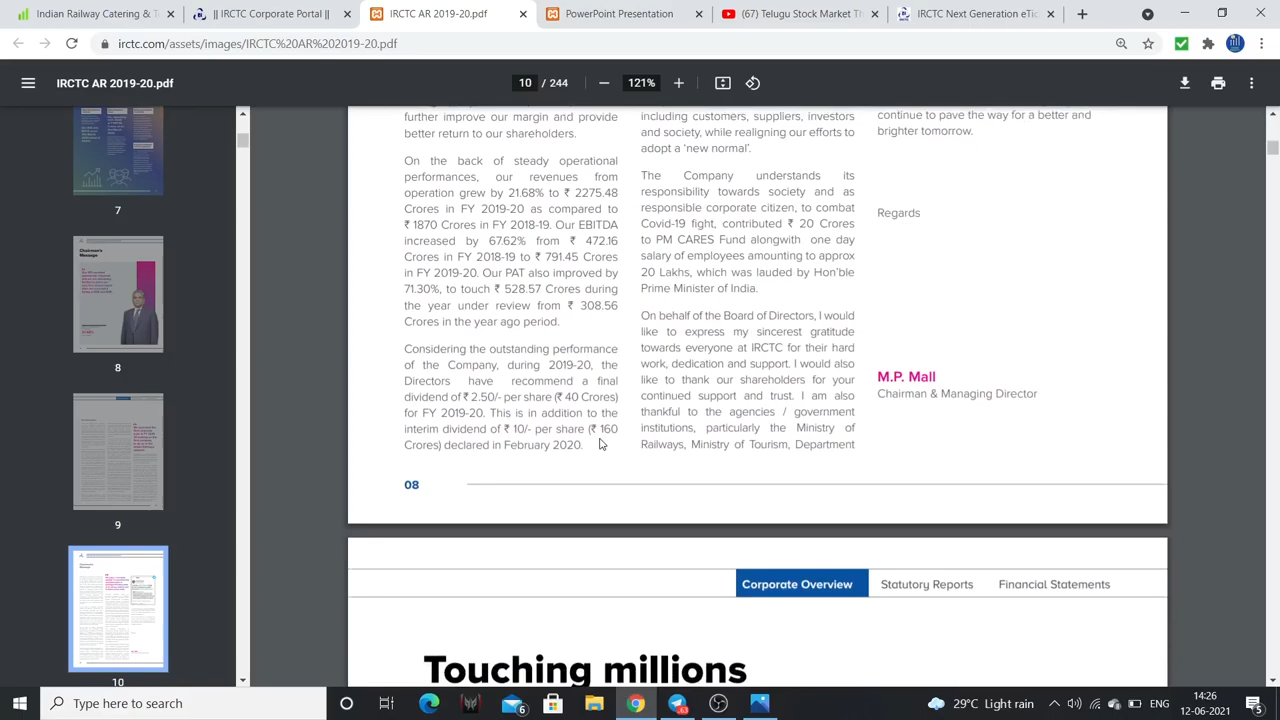 Indian Railway Catering & T
|| IRCTC Corporate Portal ||
IRCTC AR 2019-20.pdf
PowerPoint Presentation
(67) Telugu Stock Market Th
IRCTC Next Generation eTic
irctc.com/assets/images/IRCTC%20AR%202019-20.pdf
IRCTC AR 2019-20.pdf
10 / 244
121%
7
Chairman's
Message
8
9
10
further improve our margin and provide
better return to our shareholders.
On the back of steady operational
performances, our revenues from
operation grew by 21.68% to ₹ 2275.48
Crores in FY 2019-20 as compared to
₹ 1870 Crores in FY 2018-19. Our EBITDA
increased by 67.62% from ₹ 472.16
Crores in FY 2018-19 to ₹ 791.45 Crores
in FY 2019-20. Our PAT also improved by
71.30%, to touch ₹ 528.57 Crores during
the year under review from ₹ 308.56
Crores in the year ago period.
Considering the outstanding performance
of the Company, during 2019-20, the
Directors have recommend a final
dividend of ₹ 2.50/- per share (₹ 40 Crores)
for FY 2019-20. This is in addition to the
interim dividend of ₹ 10/- per share (₹ 160
Crores) declared in February 2020.
including customers, suppliers, investors
and society, while realigning our efforts to
adopt a ‘new normal’.
The Company understands its
responsibility towards society and as
responsible corporate citizen, to combat
Covid-19 fight, contributed ₹ 20 Crores
to PM CARES Fund alongwith one day
salary of employees amounting to approx
20 Lakhs, which was lauded by Hon’ble
Prime Minister of India.
On behalf of the Board of Directors, I would
like to express my sincerest gratitude
towards everyone at IRCTC for their hard
work, dedication and support. I would also
like to thank our shareholders for your
continued support and trust. I am also
thankful to the agencies / government
institutions, particularly the Ministry of
Railways, Ministry of Tourism, Department
continue to pave the way for a better and
brighter tomorrow.
Regards
M.P. Mall
Chairman & Managing Director
08
Corporate Overview
Statutory Reports
Financial Statements
Touching millions
Type here to search
6
63
29°C Light rain
ENG
14:26
12-06-2021
5